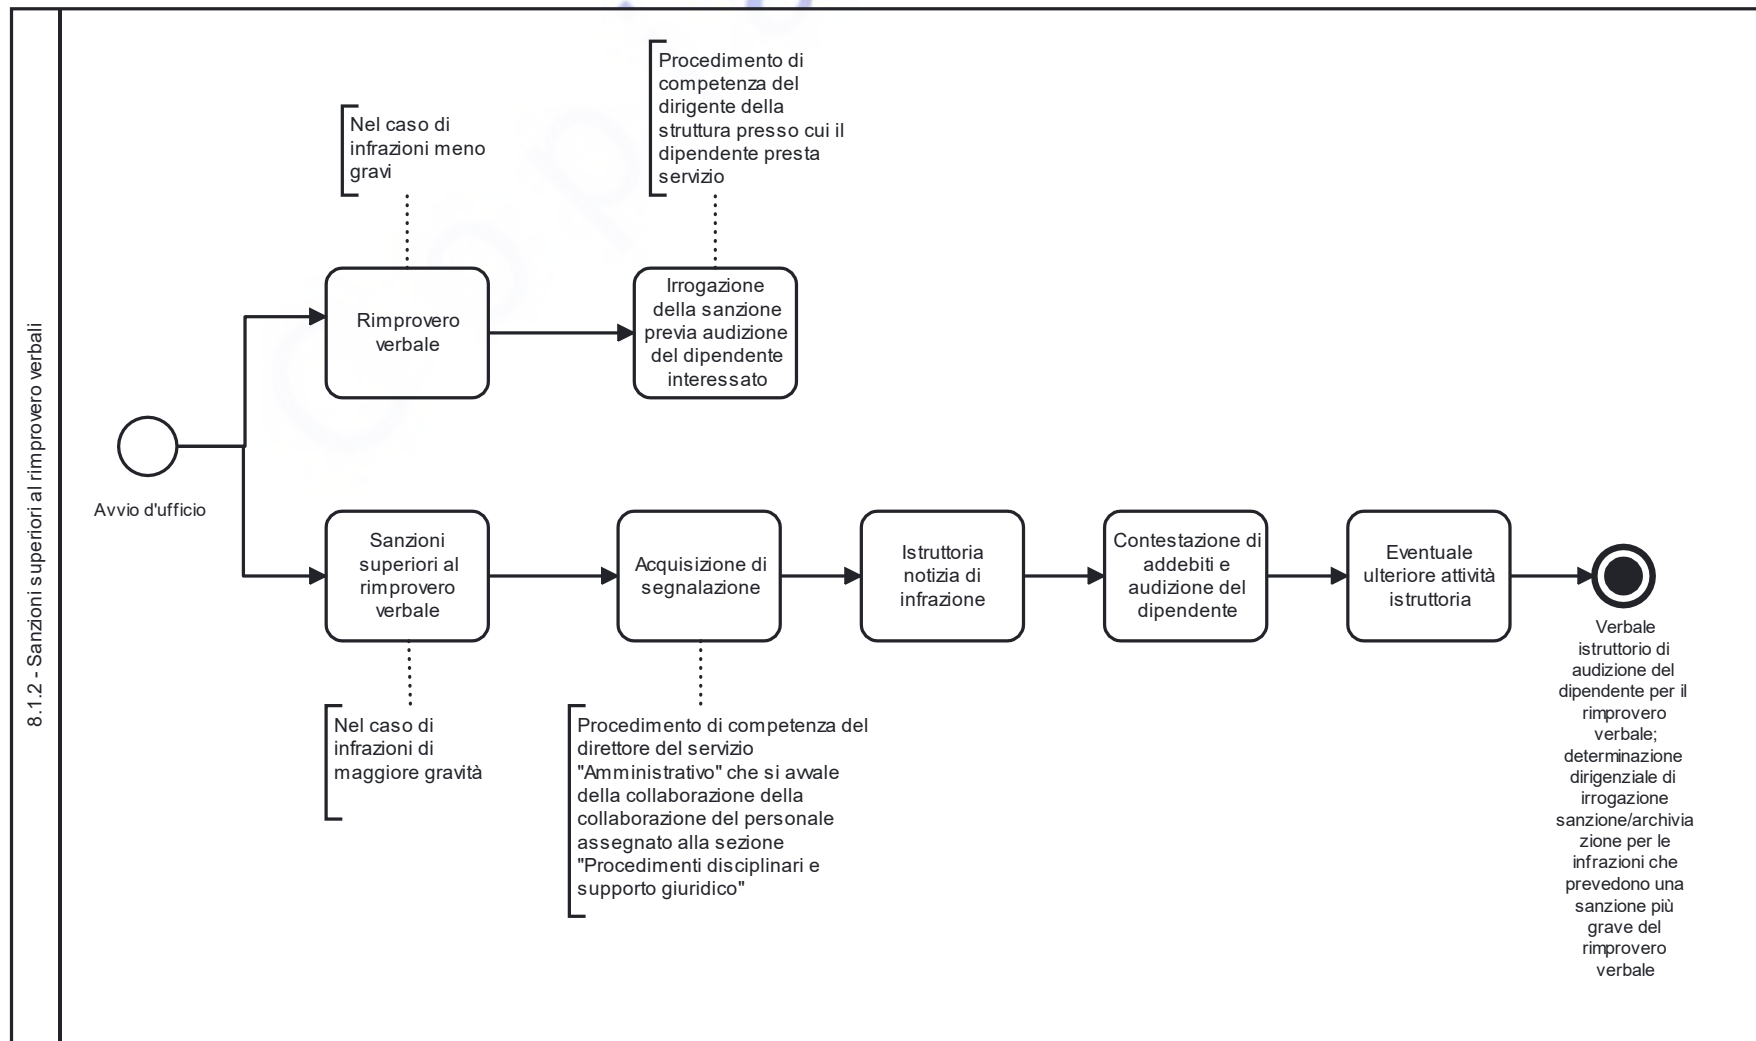 8.1.2 - Sanzioni superiori al rimprovero verbali
Procedimento di
competenza del
dirigente della
struttura presso cui il
dipendente presta
servizio
Nel caso di
infrazioni meno
gravi
Rimprovero
verbale
Irrogazione
della sanzione
previa audizione
del dipendente
interessato
Avvio d'ufficio
Sanzioni
superiori al
rimprovero
verbale
Acquisizione di
segnalazione
Istruttoria
notizia di
infrazione
Contestazione di
addebiti e
audizione del
dipendente
Eventuale
ulteriore attività
istruttoria
Nel caso di
infrazioni di
maggiore gravità
Procedimento di competenza del
direttore del servizio
"Amministrativo" che si avvale
della collaborazione della
collaborazione del personale
assegnato alla sezione
"Procedimenti disciplinari e
supporto giuridico"
Verbale
istruttorio di
audizione del
dipendente per il
rimprovero
verbale;
determinazione
dirigenziale di
irrogazione
sanzione/archivia
zione per le
infrazioni che
prevedono una
sanzione più
grave del
rimprovero
verbale